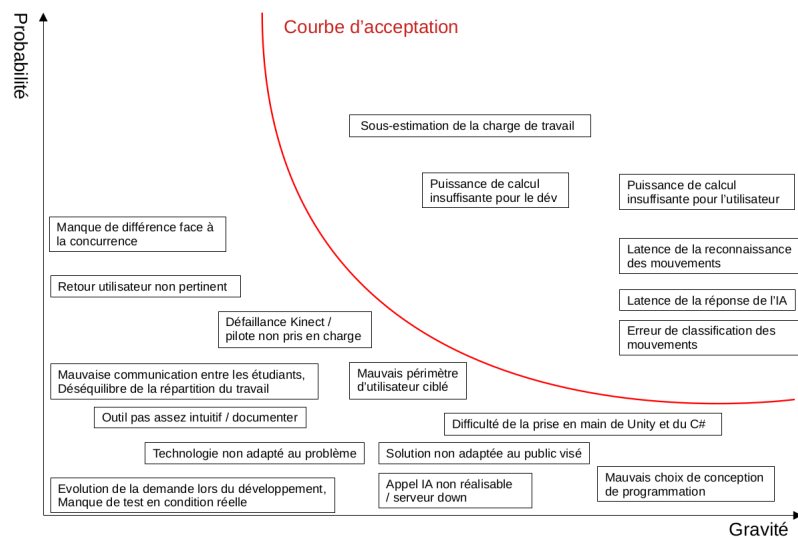 Probabilité
Courbe d’acceptation
Sous-estimation de la charge de travail
Puissance de calcul
insuffisante pour le dév
Puissance de calcul
insuffisante pour l’utilisateur
Manque de différence face à
la concurrence
Latence de la reconnaissance
des mouvements
Retour utilisateur non pertinent
Latence de la réponse de l’IA
Défaillance Kinect /
pilote non pris en charge
Erreur de classification des
mouvements
Mauvaise communication entre les étudiants,
Déséquilibre de la répartition du travail
Mauvais périmètre
d’utilisateur ciblé
Outil pas assez intuitif / documenter
Difficulté de la prise en main de Unity et du C#
Technologie non adapté au problème
Solution non adaptée au public visé
Evolution de la demande lors du développement,
Manque de test en condition réelle
Appel IA non réalisable
/ serveur down
Mauvais choix de conception
de programmation
Gravité